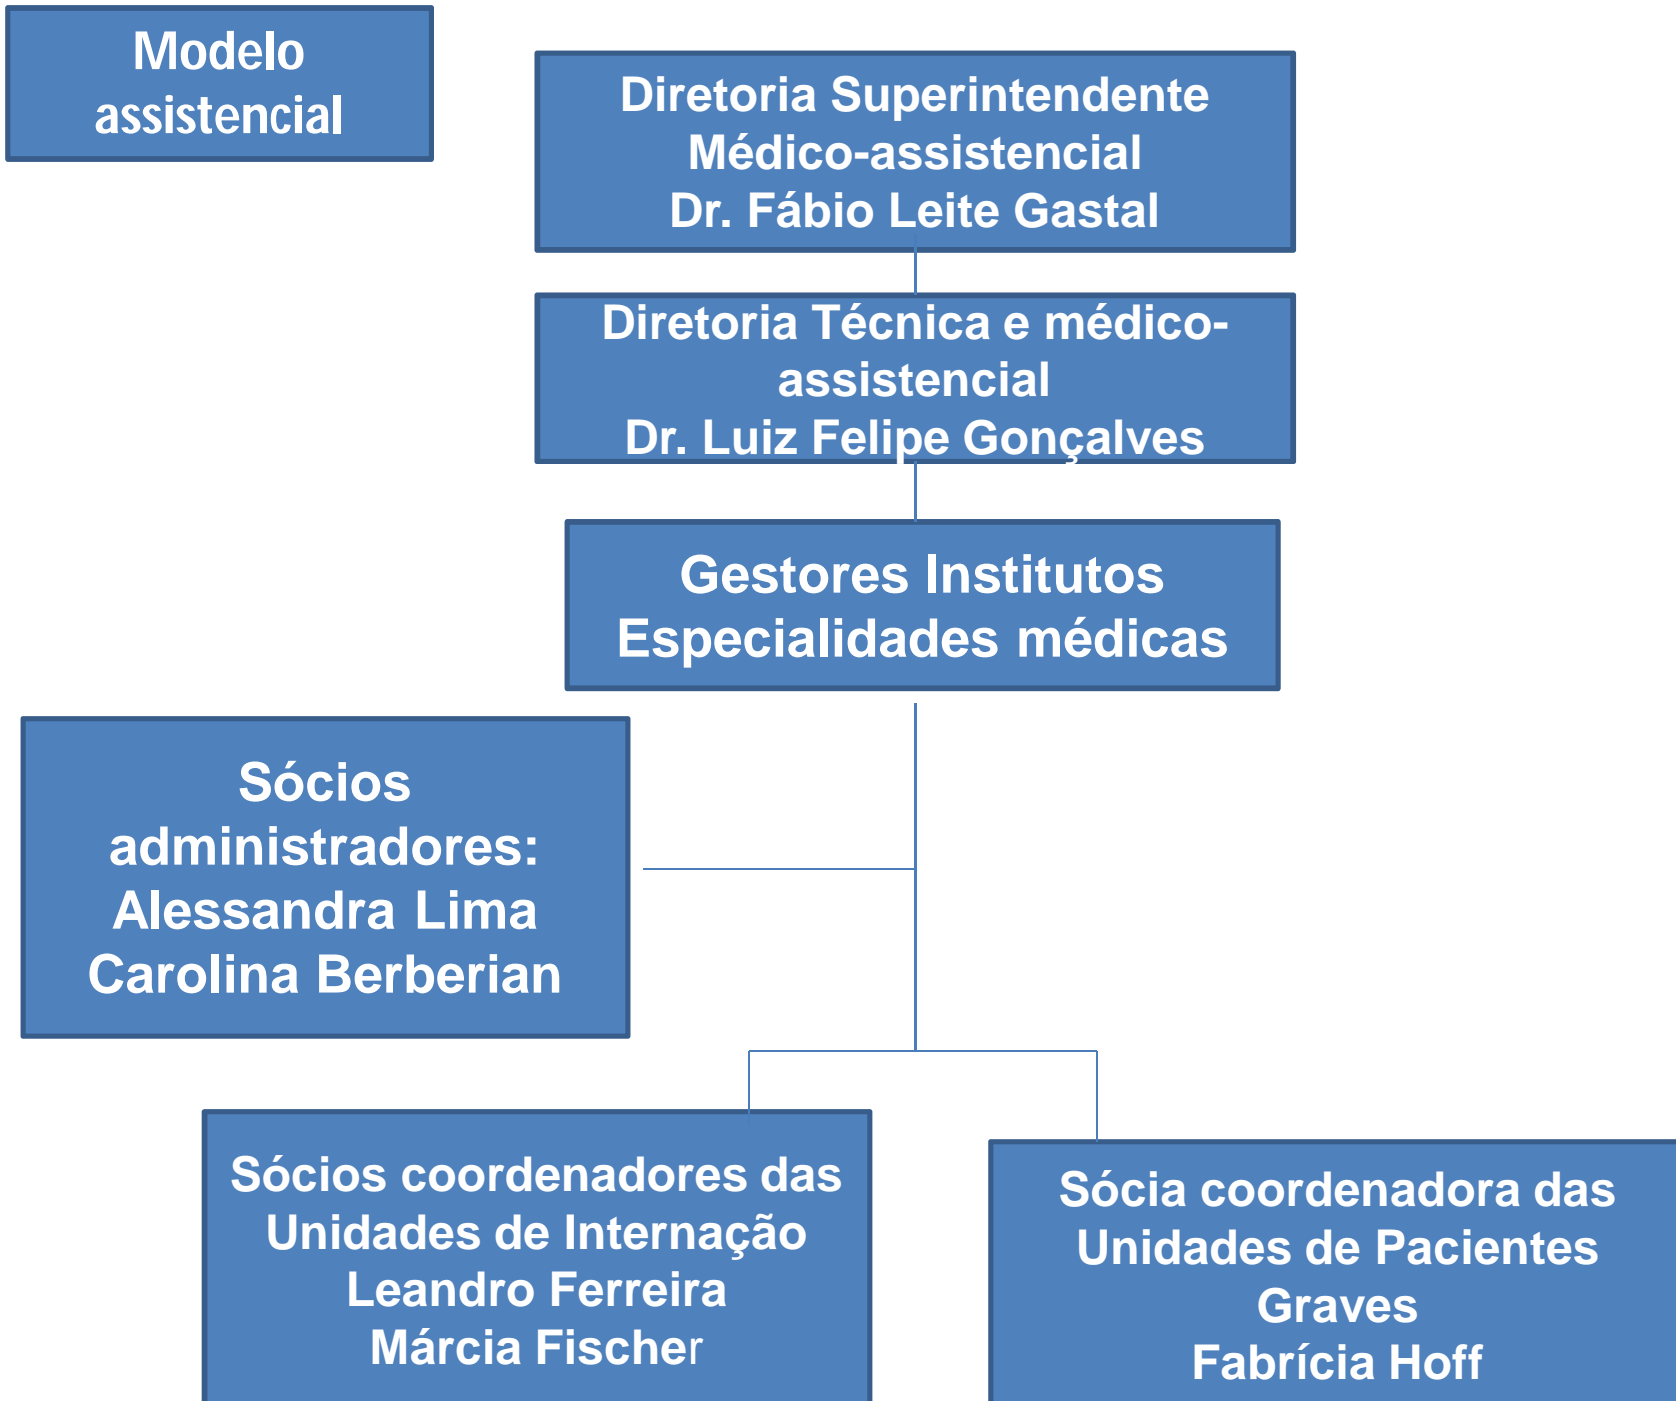 Modelo
assistencial
Diretoria Superintendente
Médico-assistencial
Dr. Fábio Leite Gastal
Diretoria Técnica e médico-
assistencial
Dr. Luiz Felipe Gonçalves
Gestores Institutos
Especialidades médicas
Sócios
administradores:
Alessandra Lima
Carolina Berberian
Sócios coordenadores das
Unidades de Internação
Leandro Ferreira
Márcia Fischer
Sócia coordenadora das
Unidades de Pacientes
Graves
Fabrícia Hoff